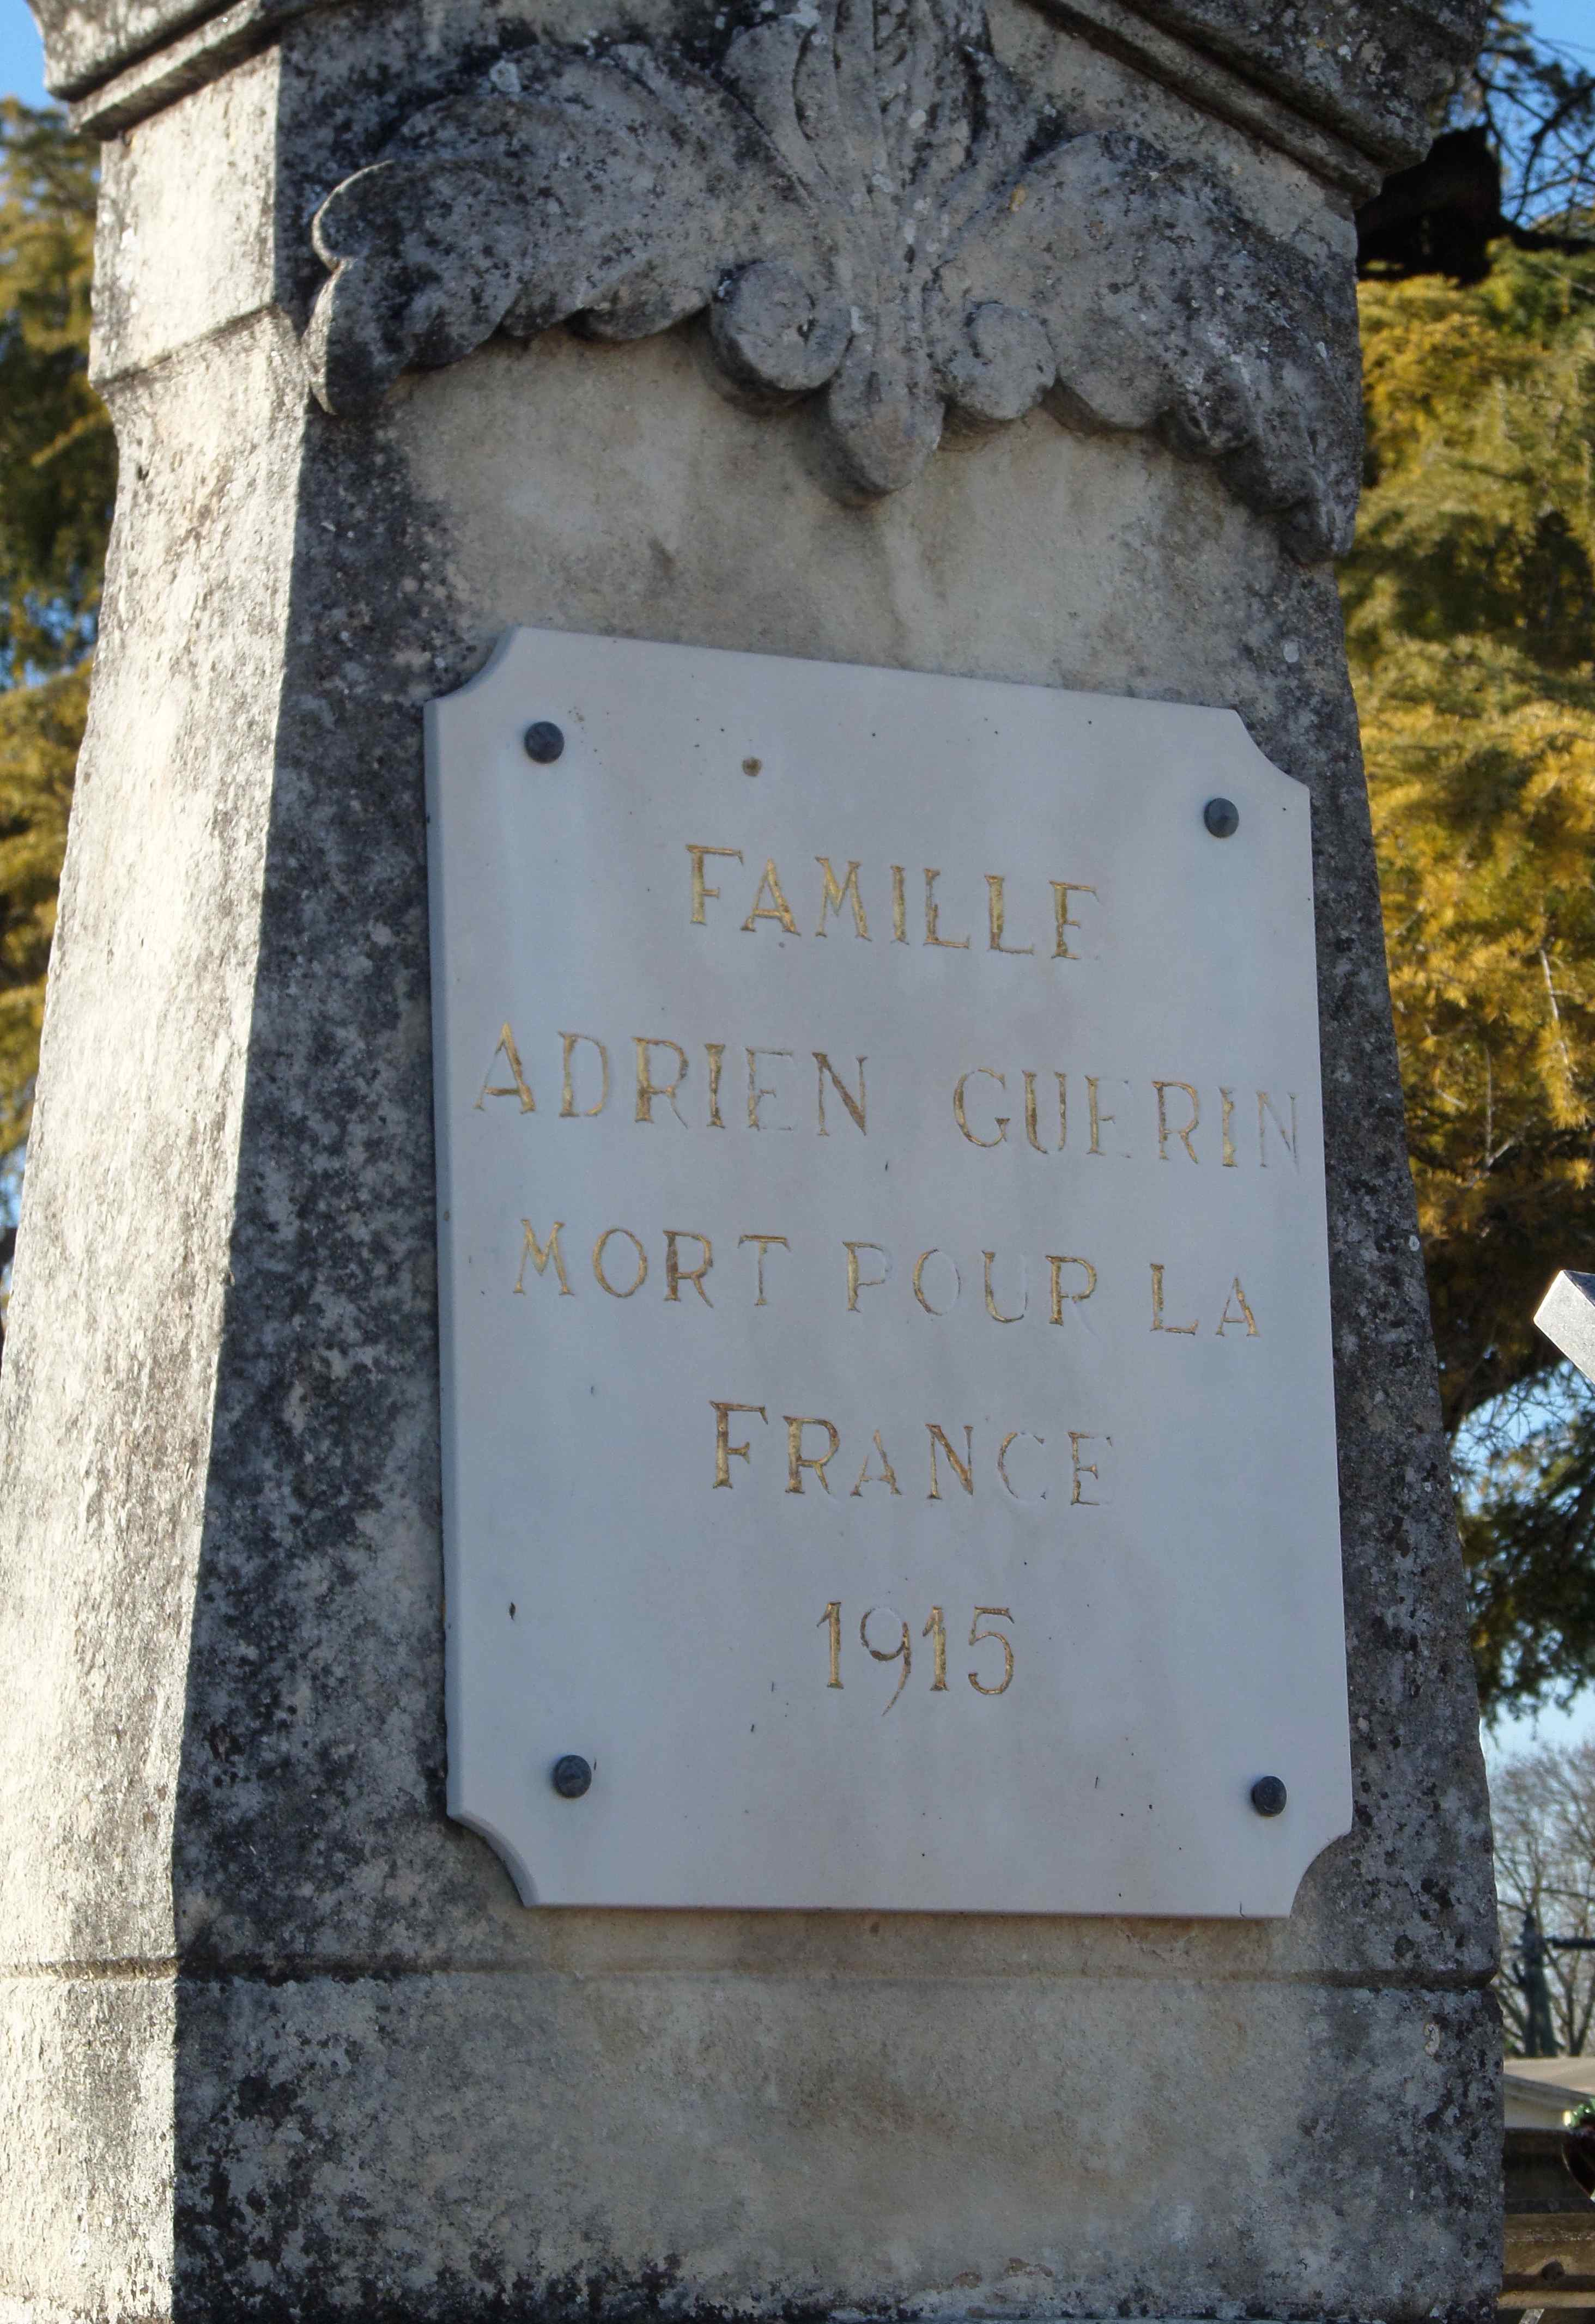 FAMILLE
ADRIEN GUERIN
MORT POUR LA
FRANCE
1915